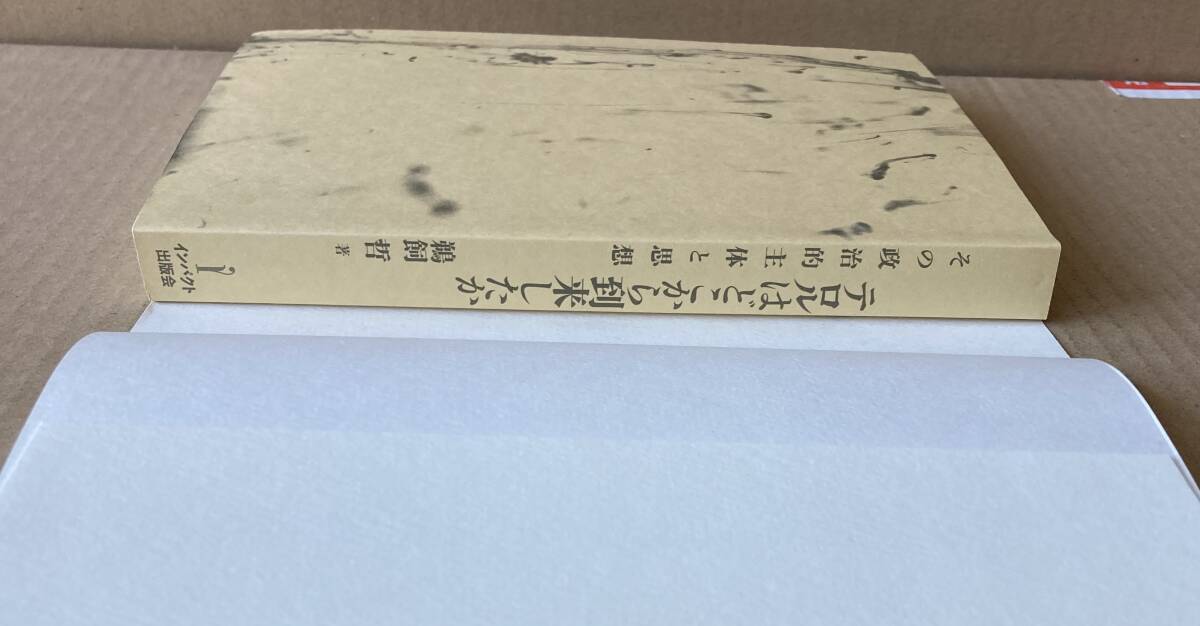 テロルはどこから到来したか
その政治的主体と思想
鵜飼哲 著
インパクト
出版会